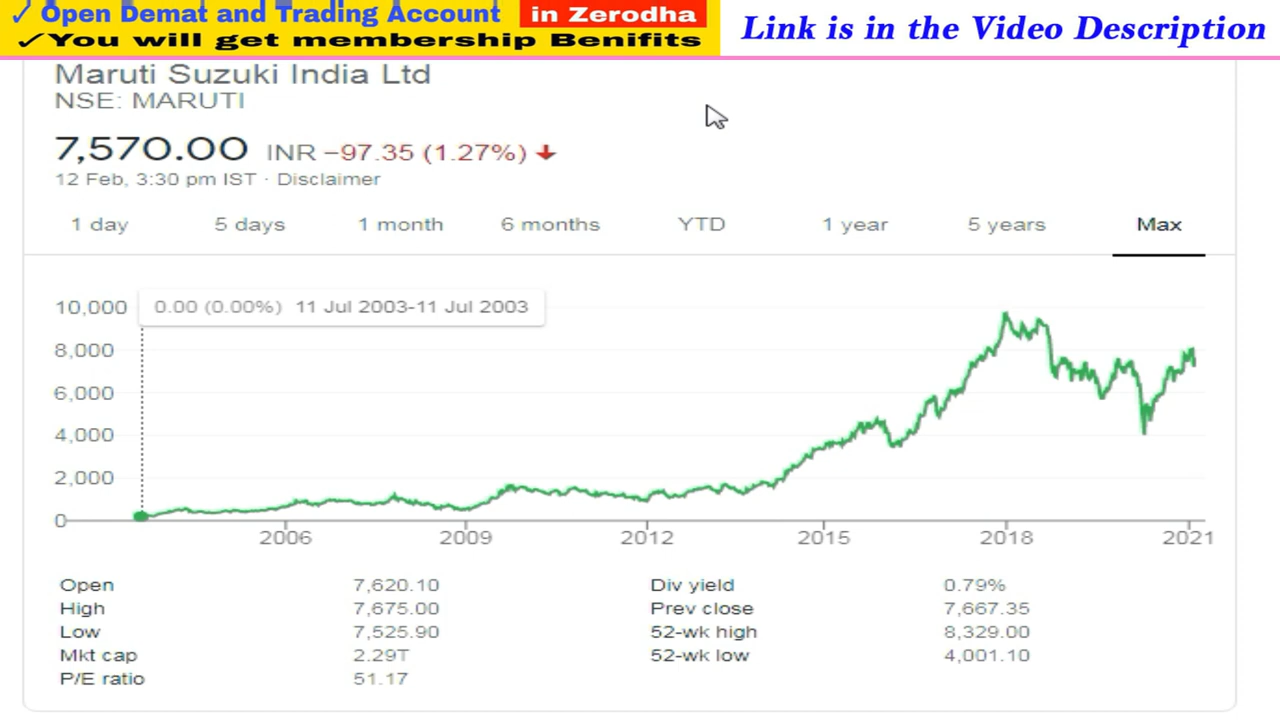 ✓ Open Demat and Trading Account in Zerodha
✓You will get membership Benifits
Link is in the Video Description
Maruti Suzuki India Ltd
NSE: MARUTI
7,570.00 INR −97.35 (1.27%) ↓
12 Feb, 3:30 pm IST · Disclaimer
1 day 5 days 1 month 6 months YTD 1 year 5 years Max
0.00 (0.00%) 11 Jul 2003-11 Jul 2003
10,000
8,000
6,000
4,000
2,000
0
2006 2009 2012 2015 2018 2021
Open 7,620.10 Div yield 0.79%
High 7,675.00 Prev close 7,667.35
Low 7,525.90 52-wk high 8,329.00
Mkt cap 2.29T 52-wk low 4,001.10
P/E ratio 51.17